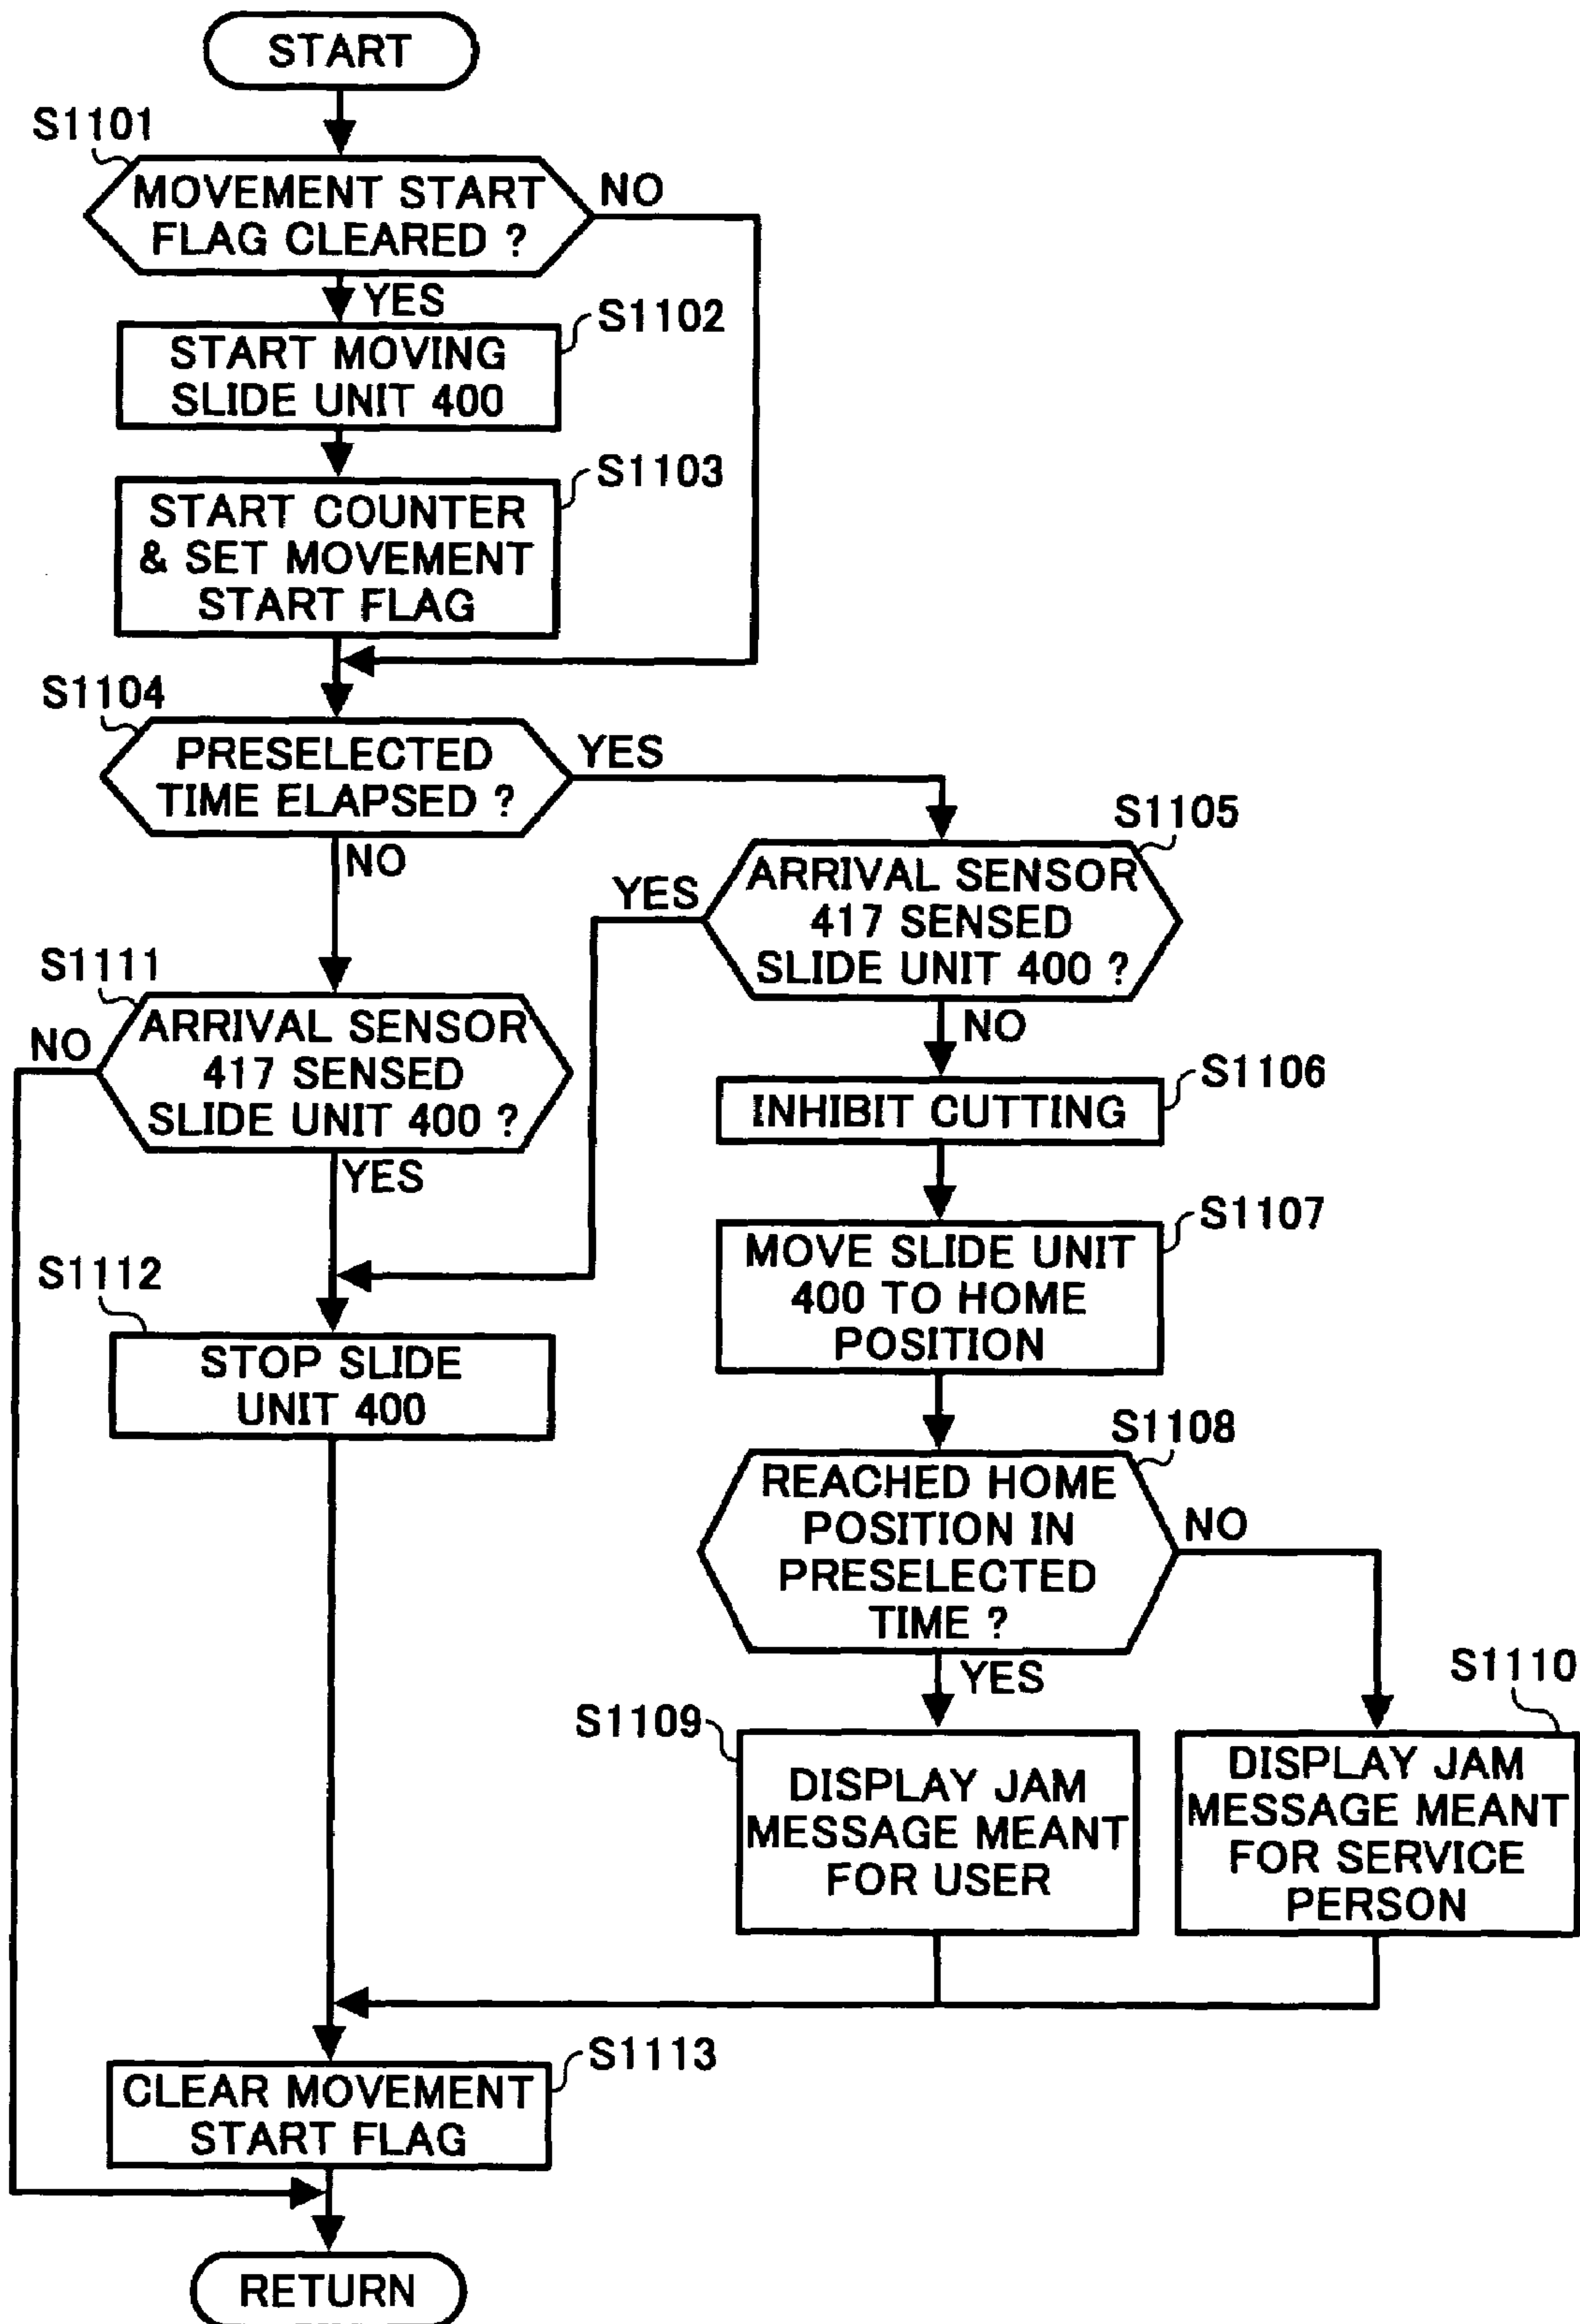 START
S1101
MOVEMENT START
FLAG CLEARED ?
NO
YES
S1102
START MOVING
SLIDE UNIT 400
S1103
START COUNTER
& SET MOVEMENT
START FLAG
S1104
PRESELECTED
TIME ELAPSED ?
YES
NO
S1105
ARRIVAL SENSOR
417 SENSED
SLIDE UNIT 400 ?
YES
NO
S1111
ARRIVAL SENSOR
417 SENSED
SLIDE UNIT 400 ?
NO
YES
S1106
INHIBIT CUTTING
S1107
MOVE SLIDE UNIT
400 TO HOME
POSITION
S1112
STOP SLIDE
UNIT 400
S1108
REACHED HOME
POSITION IN
PRESELECTED
TIME ?
NO
YES
S1109
DISPLAY JAM
MESSAGE MEANT
FOR USER
S1110
DISPLAY JAM
MESSAGE MEANT
FOR SERVICE
PERSON
S1113
CLEAR MOVEMENT
START FLAG
RETURN